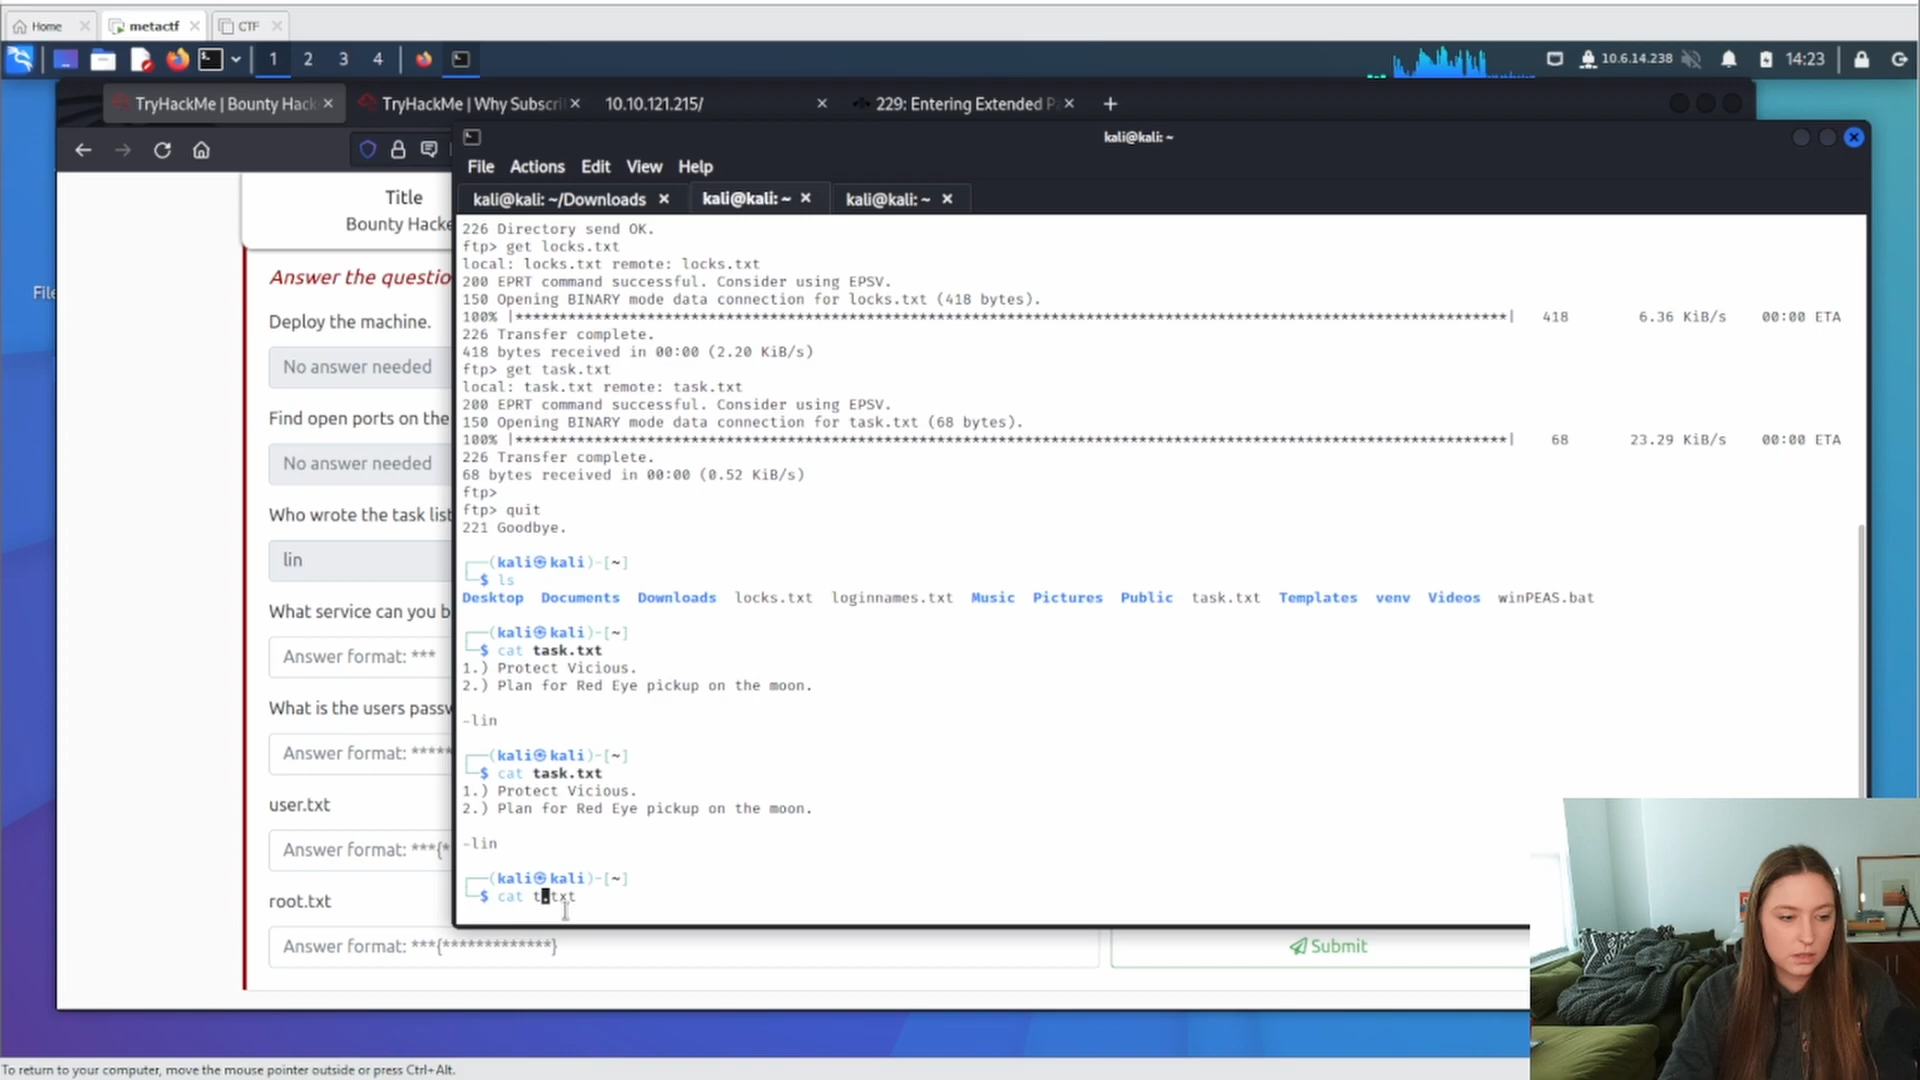 Home
metactf
CTF
1 2 3 4
10.6.14.238
14:23
TryHackMe | Bounty Hack
TryHackMe | Why Subscri
10.10.121.215/
229: Entering Extended P
kali@kali: ~
File Actions Edit View Help
kali@kali: ~/Downloads
kali@kali: ~
kali@kali: ~
File
Title
Bounty Hacke
Answer the questio
Deploy the machine.
No answer needed
Find open ports on the
No answer needed
Who wrote the task list
lin
What service can you b
Answer format: ***
What is the users passw
Answer format: *****
user.txt
Answer format: ***{*
root.txt
Answer format: ***{*************}
Submit
226 Directory send OK.
ftp> get locks.txt
local: locks.txt remote: locks.txt
200 EPRT command successful. Consider using EPSV.
150 Opening BINARY mode data connection for locks.txt (418 bytes).
418 6.36 KiB/s 00:00 ETA
226 Transfer complete.
418 bytes received in 00:00 (2.20 KiB/s)
ftp> get task.txt
local: task.txt remote: task.txt
200 EPRT command successful. Consider using EPSV.
150 Opening BINARY mode data connection for task.txt (68 bytes).
68 23.29 KiB/s 00:00 ETA
226 Transfer complete.
68 bytes received in 00:00 (0.52 KiB/s)
ftp>
ftp> quit
221 Goodbye.
(kali㉿kali)-[~]
$ ls
Desktop Documents Downloads locks.txt loginnames.txt Music Pictures Public task.txt Templates venv Videos winPEAS.bat
(kali㉿kali)-[~]
$ cat task.txt
1.) Protect Vicious.
2.) Plan for Red Eye pickup on the moon.
-lin
(kali㉿kali)-[~]
$ cat task.txt
1.) Protect Vicious.
2.) Plan for Red Eye pickup on the moon.
-lin
(kali㉿kali)-[~]
$ cat t.txt
To return to your computer, move the mouse pointer outside or press Ctrl+Alt.